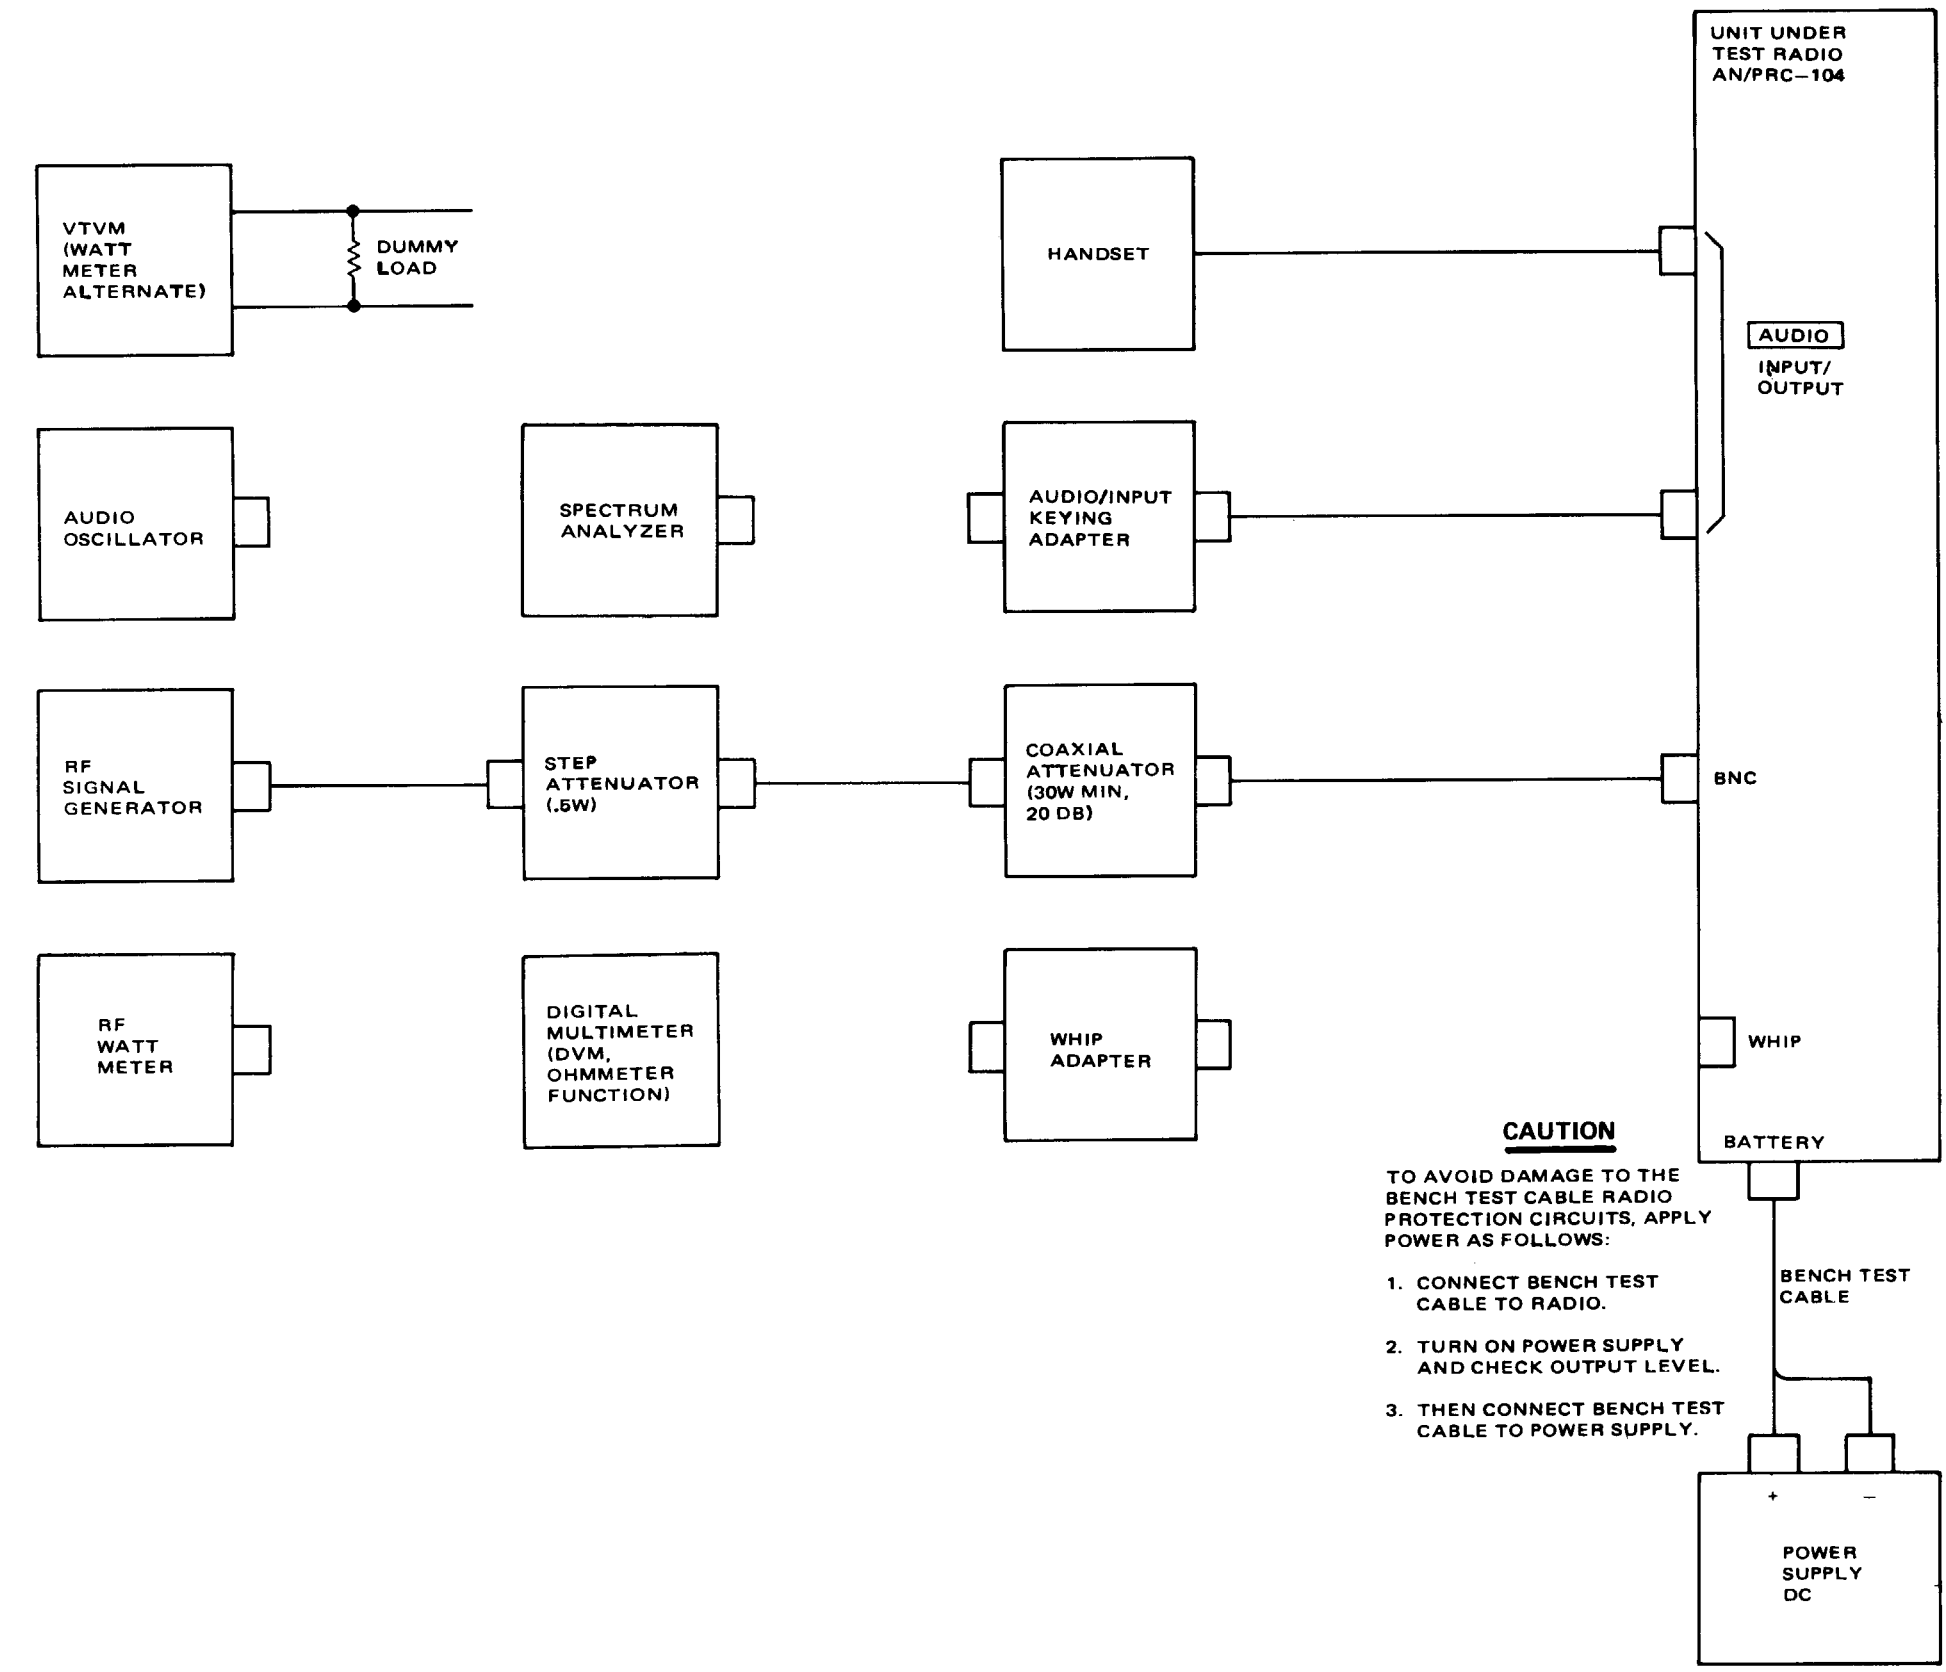 UNIT UNDER
TEST RADIO
AN/PRC-104
VTVM
(WATT
METER
ALTERNATE)
DUMMY
LOAD
HANDSET
AUDIO
INPUT/
OUTPUT
AUDIO
OSCILLATOR
SPECTRUM
ANALYZER
AUDIO/INPUT
KEYING
ADAPTER
RF
SIGNAL
GENERATOR
STEP
ATTENUATOR
(.5W)
COAXIAL
ATTENUATOR
(30W MIN,
20 DB)
BNC
RF
WATT
METER
DIGITAL
MULTIMETER
(DVM,
OHMMETER
FUNCTION)
WHIP
ADAPTER
WHIP
BATTERY
CAUTION
TO AVOID DAMAGE TO THE
BENCH TEST CABLE RADIO
PROTECTION CIRCUITS, APPLY
POWER AS FOLLOWS:
1. CONNECT BENCH TEST
CABLE TO RADIO.
2. TURN ON POWER SUPPLY
AND CHECK OUTPUT LEVEL.
3. THEN CONNECT BENCH TEST
CABLE TO POWER SUPPLY.
BENCH TEST
CABLE
+ −
POWER
SUPPLY
DC